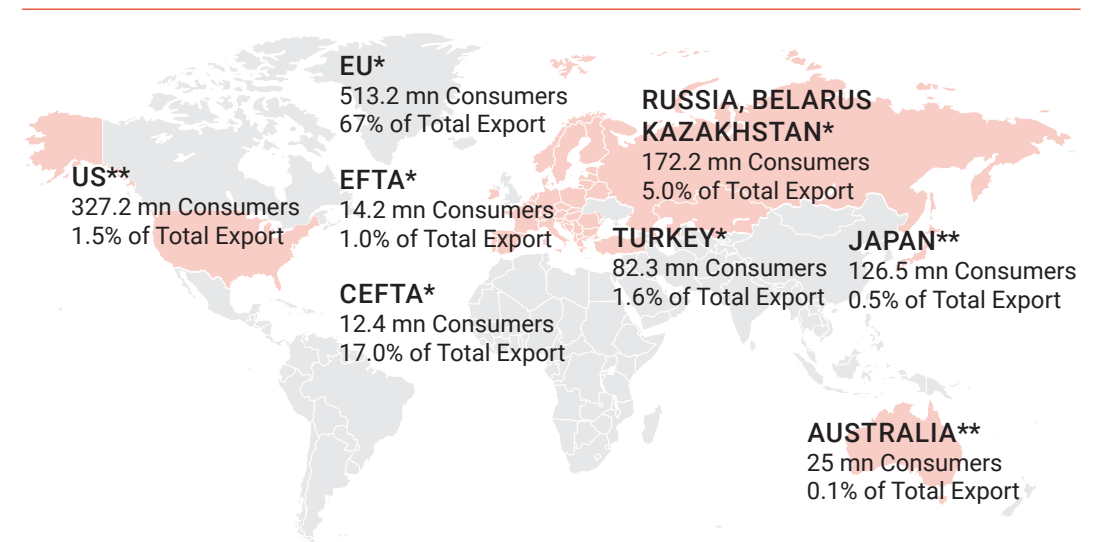 EU*
513.2 mn Consumers
67% of Total Export
RUSSIA, BELARUS
KAZAKHSTAN*
172.2 mn Consumers
5.0% of Total Export
US**
327.2 mn Consumers
1.5% of Total Export
EFTA*
14.2 mn Consumers
1.0% of Total Export
TURKEY*
82.3 mn Consumers
1.6% of Total Export
JAPAN**
126.5 mn Consumers
0.5% of Total Export
CEFTA*
12.4 mn Consumers
17.0% of Total Export
AUSTRALIA**
25 mn Consumers
0.1% of Total Export